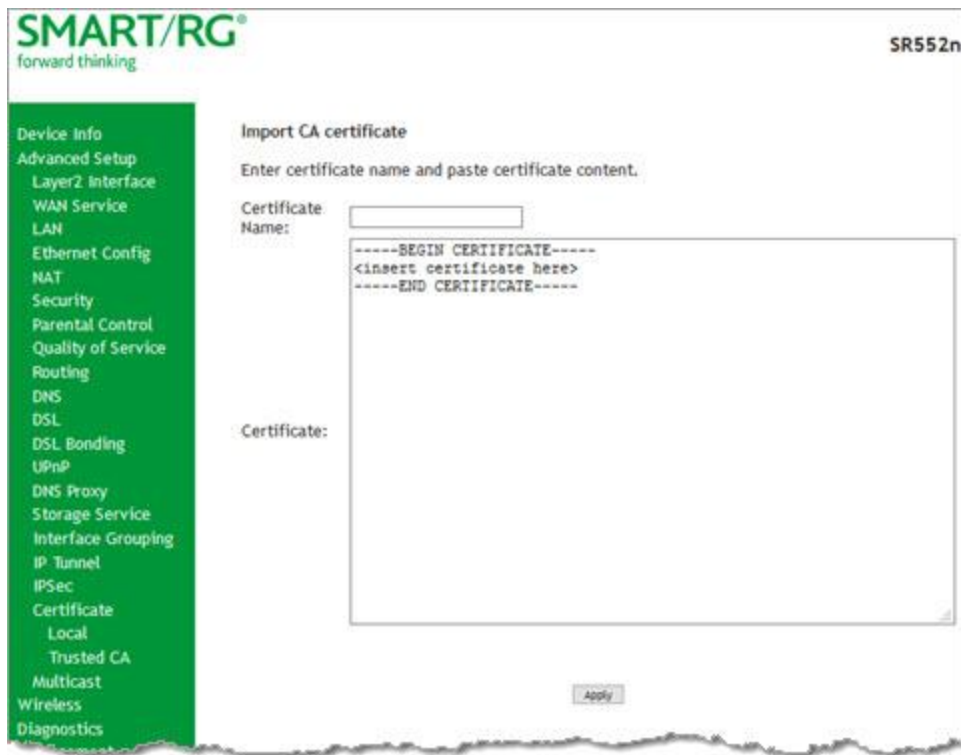 SMART/RG®
forward thinking
SR552n
Device Info
Advanced Setup
Layer2 Interface
WAN Service
LAN
Ethernet Config
NAT
Security
Parental Control
Quality of Service
Routing
DNS
DSL
DSL Bonding
UPnP
DNS Proxy
Storage Service
Interface Grouping
IP Tunnel
IPSec
Certificate
Local
Trusted CA
Multicast
Wireless
Diagnostics
Import CA certificate
Enter certificate name and paste certificate content.
Certificate
Name:
-----BEGIN CERTIFICATE-----
<insert certificate here>
-----END CERTIFICATE-----
Certificate:
Apply